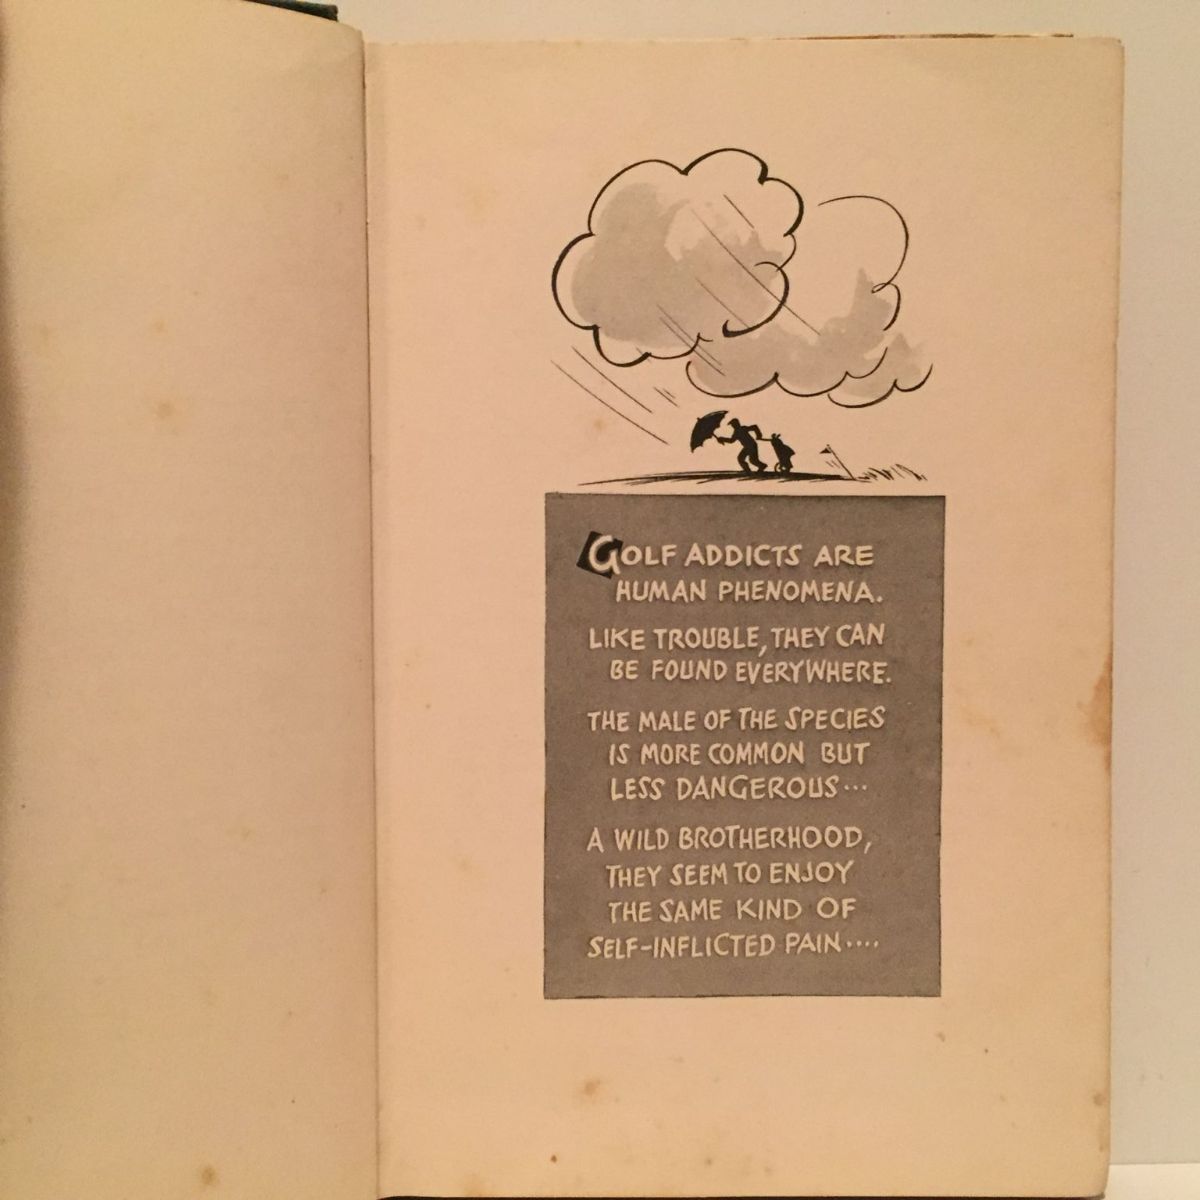 GOLF ADDICTS ARE
HUMAN PHENOMENA.
LIKE TROUBLE, THEY CAN
BE FOUND EVERYWHERE.
THE MALE OF THE SPECIES
IS MORE COMMON BUT
LESS DANGEROUS...
A WILD BROTHERHOOD,
THEY SEEM TO ENJOY
THE SAME KIND OF
SELF-INFLICTED PAIN....